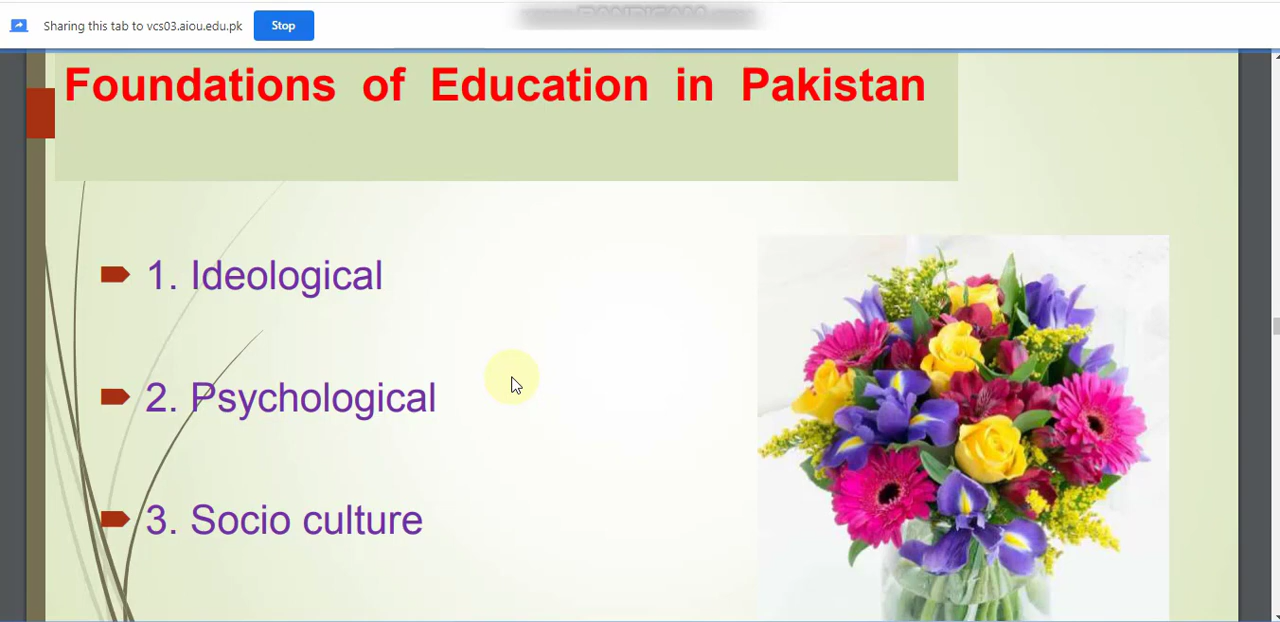 Sharing this tab to vcs03.aiou.edu.pk Stop
Foundations of Education in Pakistan
1. Ideological
2. Psychological
3. Socio culture